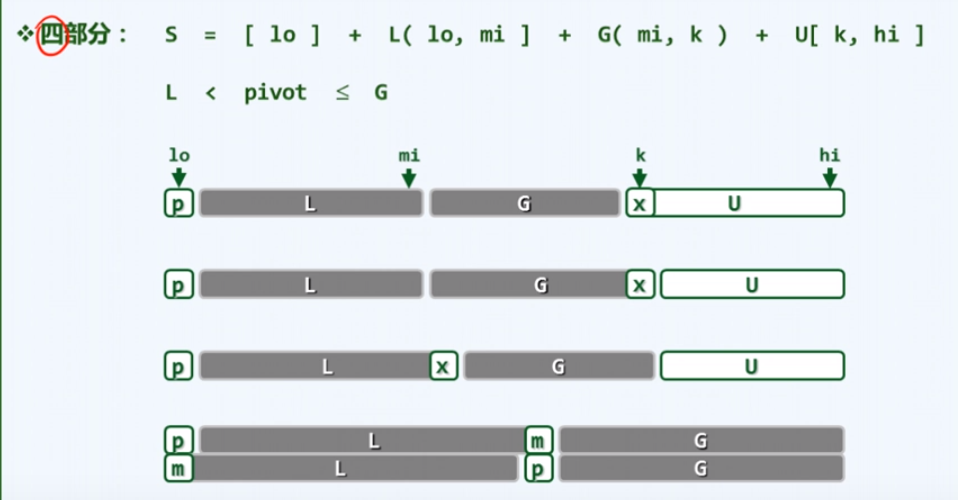 ❖四部分： S = [ lo ] + L( lo, mi ] + G( mi, k ) + U[ k, hi ]
L < pivot ≤ G
lo mi k hi
p L G x U
p L G x U
p L x G U
p L m G
m L p G